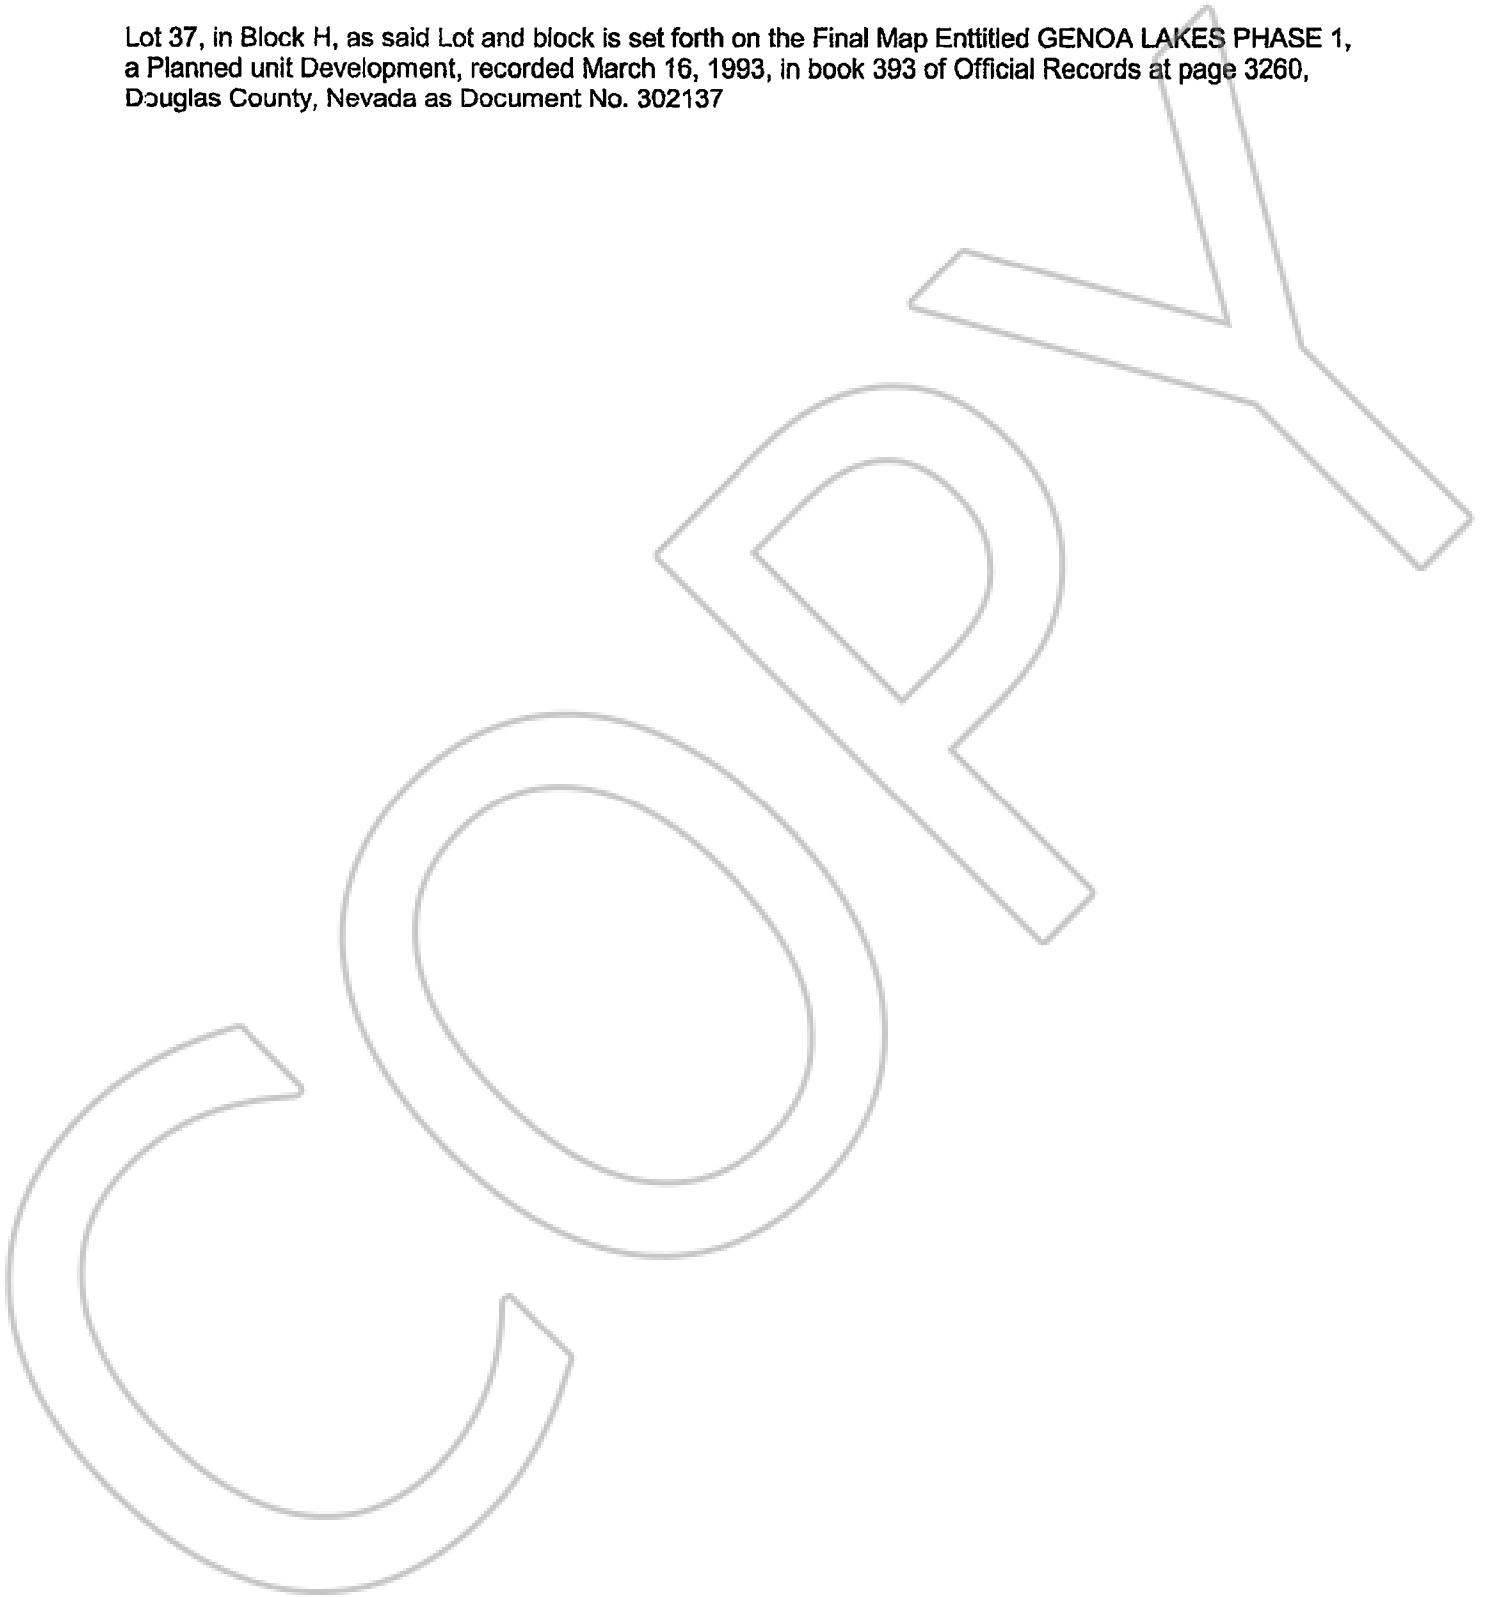 Lot 37, in Block H, as said Lot and block is set forth on the Final Map Enttitled GENOA LAKES PHASE 1,
a Planned unit Development, recorded March 16, 1993, in book 393 of Official Records at page 3260,
Douglas County, Nevada as Document No. 302137
COPY